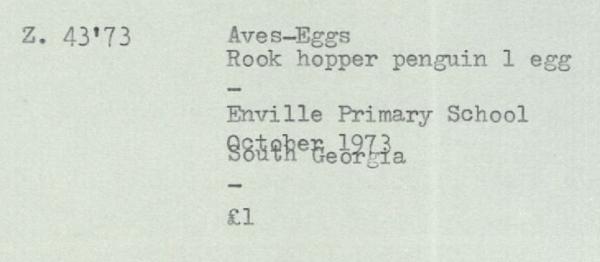 Z. 43'73
Aves-Eggs
Rook hopper penguin 1 egg
-
Enville Primary School
October 1973
South Georgia
-
£1